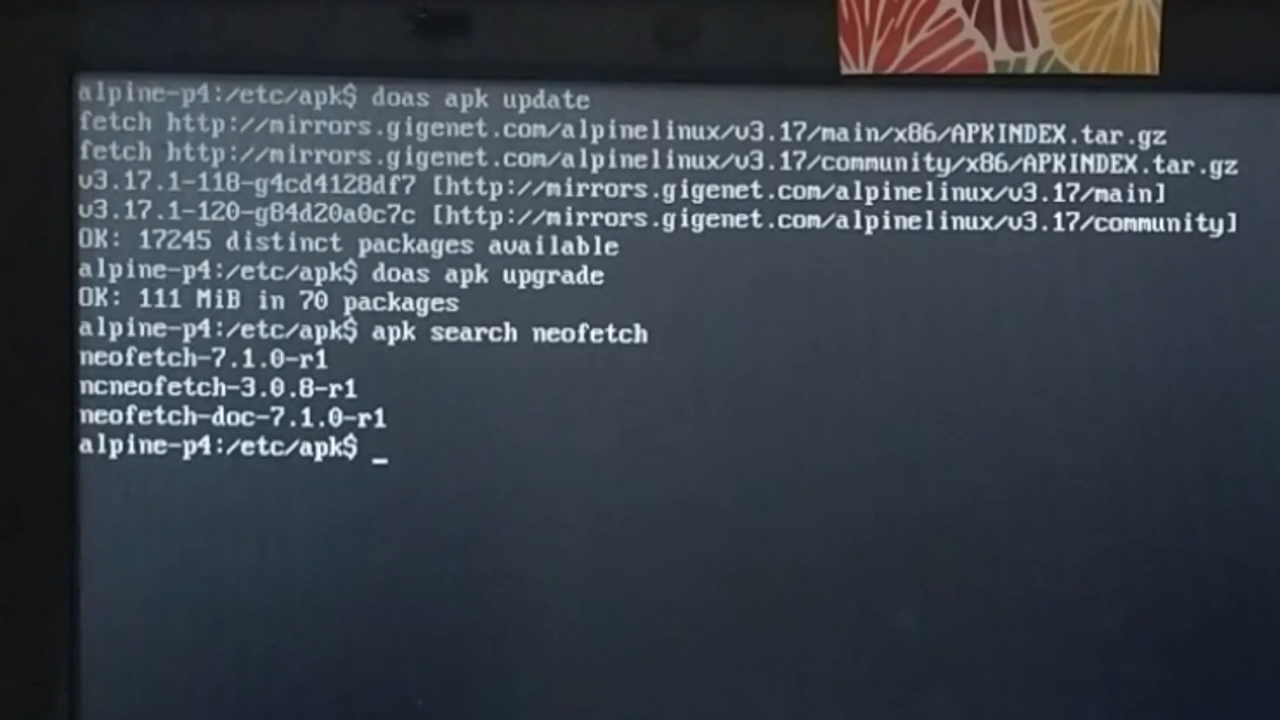 alpine-p4:/etc/apk$ doas apk update
fetch http://mirrors.gigenet.com/alpinelinux/v3.17/main/x86/APKINDEX.tar.gz
fetch http://mirrors.gigenet.com/alpinelinux/v3.17/community/x86/APKINDEX.tar.gz
v3.17.1-118-g4cd4128df7 [http://mirrors.gigenet.com/alpinelinux/v3.17/main]
v3.17.1-120-g84d20a0c7c [http://mirrors.gigenet.com/alpinelinux/v3.17/community]
OK: 17245 distinct packages available
alpine-p4:/etc/apk$ doas apk upgrade
OK: 111 MiB in 70 packages
alpine-p4:/etc/apk$ apk search neofetch
neofetch-7.1.0-r1
ncneofetch-3.0.8-r1
neofetch-doc-7.1.0-r1
alpine-p4:/etc/apk$ _